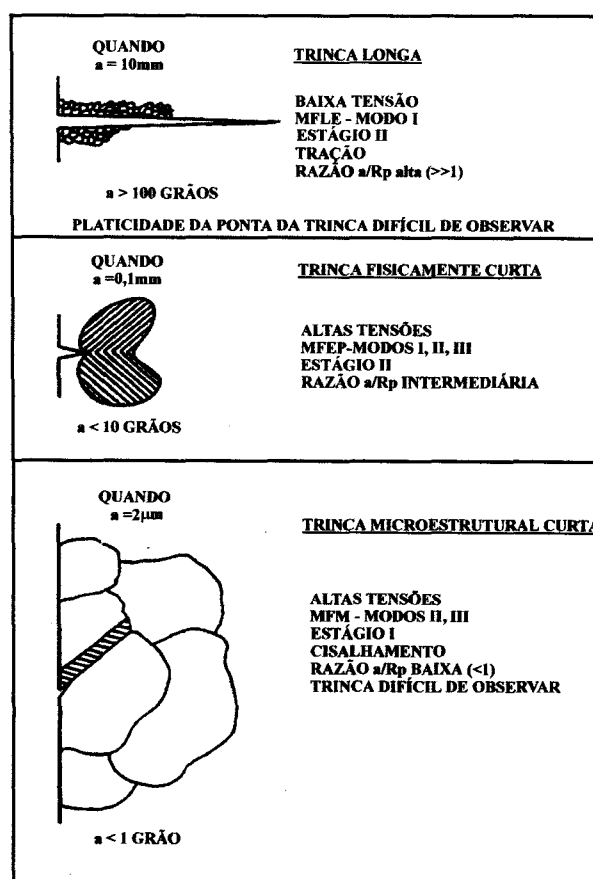 QUANDO
a = 10mm
TRINCA LONGA
BAIXA TENSÃO
MFLE - MODO I
ESTÁGIO II
TRAÇÃO
RAZÃO a/Rp alta (>>1)
a > 100 GRÃOS
PLATICIDADE DA PONTA DA TRINCA DIFÍCIL DE OBSERVAR
QUANDO
a =0,1mm
TRINCA FISICAMENTE CURTA
ALTAS TENSÕES
MFEP-MODOS I, II, III
ESTÁGIO II
RAZÃO a/Rp INTERMEDIÁRIA
a < 10 GRÃOS
QUANDO
a =2µm
TRINCA MICROESTRUTURAL CURTA
ALTAS TENSÕES
MFM - MODOS II, III
ESTÁGIO I
CISALHAMENTO
RAZÃO a/Rp BAIXA (<1)
TRINCA DIFÍCIL DE OBSERVAR
a < 1 GRÃO